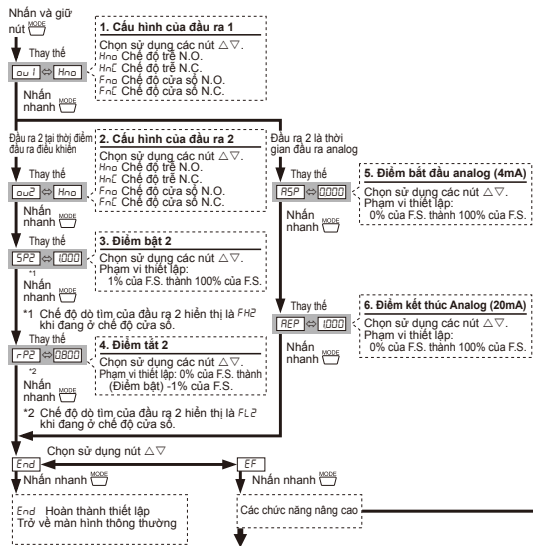 Nhấn và giữ
nút MODE
Thay thế
ou1 ⇔ Hno
Nhấn
nhanh MODE
1. Cấu hình của đầu ra 1
Chọn sử dụng các nút △▽.
Hno Chế độ trễ N.O.
HnC Chế độ trễ N.C.
Fno Chế độ cửa sổ N.O.
FnC Chế độ cửa sổ N.C.
Đầu ra 2 tại thời điểm
đầu ra điều khiển
Thay thế
ou2 ⇔ Hno
Nhấn
nhanh MODE
2. Cấu hình của đầu ra 2
Chọn sử dụng các nút △▽.
Hno Chế độ trễ N.O.
HnC Chế độ trễ N.C.
Fno Chế độ cửa sổ N.O.
FnC Chế độ cửa sổ N.C.
Thay thế
SP2 ⇔ 1000
*1
Nhấn
nhanh MODE
3. Điểm bật 2
Chọn sử dụng các nút △▽.
Phạm vi thiết lập:
1% của F.S. thành 100% của F.S.
*1 Chế độ dò tìm của đầu ra 2 hiển thị là FH2
khi đang ở chế độ cửa sổ.
Thay thế
rP2 ⇔ 0800
*2
Nhấn
nhanh MODE
4. Điểm tắt 2
Chọn sử dụng các nút △▽.
Phạm vi thiết lập: 0% của F.S. thành
(Điểm bật) -1% của F.S.
*2 Chế độ dò tìm của đầu ra 2 hiển thị là FL2
khi đang ở chế độ cửa sổ.
Đầu ra 2 là thời
gian đầu ra analog
Thay thế
ASP ⇔ 0000
Nhấn
nhanh MODE
5. Điểm bắt đầu analog (4mA)
Chọn sử dụng các nút △▽.
Phạm vi thiết lập:
0% của F.S. thành 100% của F.S.
Thay thế
AEP ⇔ 1000
Nhấn
nhanh MODE
6. Điểm kết thúc Analog (20mA)
Chọn sử dụng các nút △▽.
Phạm vi thiết lập:
0% của F.S. thành 100% của F.S.
Chọn sử dụng nút △▽
End
EF
Nhấn nhanh MODE
Nhấn nhanh MODE
End Hoàn thành thiết lập
Trở về màn hình thông thường
Các chức năng nâng cao